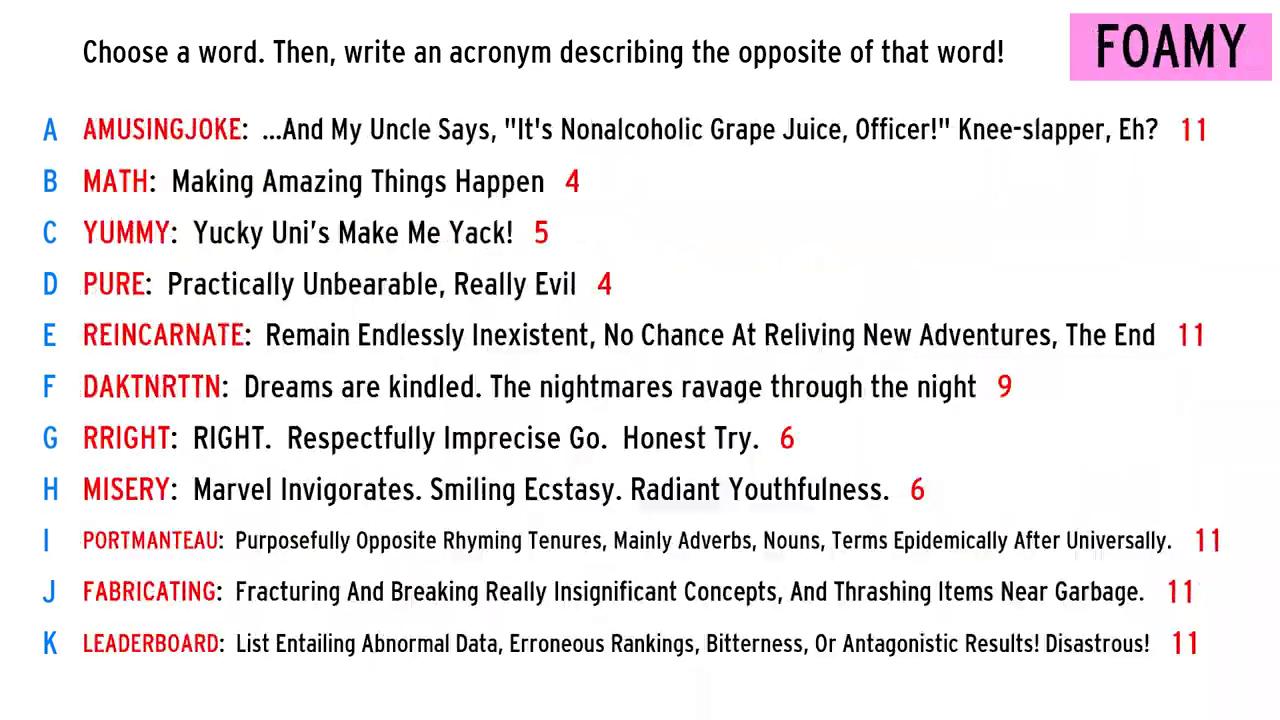 Choose a word. Then, write an acronym describing the opposite of that word!
FOAMY
A AMUSINGJOKE: ...And My Uncle Says, "It's Nonalcoholic Grape Juice, Officer!" Knee-slapper, Eh? 11
B MATH: Making Amazing Things Happen 4
C YUMMY: Yucky Uni's Make Me Yack! 5
D PURE: Practically Unbearable, Really Evil 4
E REINCARNATE: Remain Endlessly Inexistent, No Chance At Reliving New Adventures, The End 11
F DAKTNRTTN: Dreams are kindled. The nightmares ravage through the night 9
G RRIGHT: RIGHT. Respectfully Imprecise Go. Honest Try. 6
H MISERY: Marvel Invigorates. Smiling Ecstasy. Radiant Youthfulness. 6
I PORTMANTEAU: Purposefully Opposite Rhyming Tenures, Mainly Adverbs, Nouns, Terms Epidemically After Universally. 11
J FABRICATING: Fracturing And Breaking Really Insignificant Concepts, And Thrashing Items Near Garbage. 11
K LEADERBOARD: List Entailing Abnormal Data, Erroneous Rankings, Bitterness, Or Antagonistic Results! Disastrous! 11